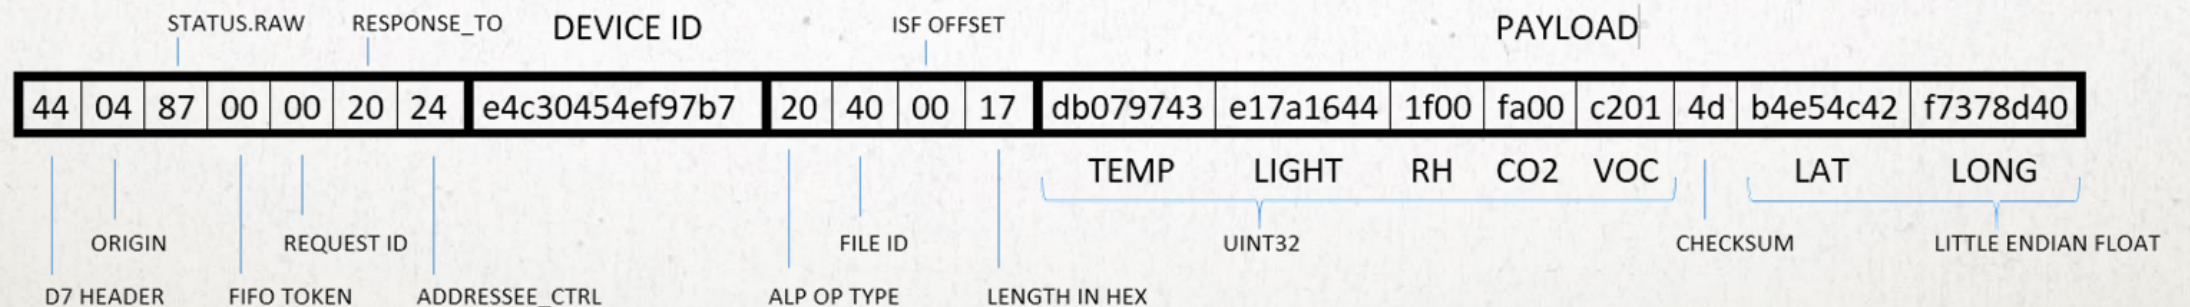 STATUS.RAW RESPONSE_TO DEVICE ID ISF OFFSET PAYLOAD
44 04 87 00 00 20 24 e4c30454ef97b7 20 40 00 17 db079743 e17a1644 1f00 fa00 c201 4d b4e54c42 f7378d40
TEMP LIGHT RH CO2 VOC LAT LONG
ORIGIN REQUEST ID FILE ID UINT32 CHECKSUM LITTLE ENDIAN FLOAT
D7 HEADER FIFO TOKEN ADDRESSEE_CTRL ALP OP TYPE LENGTH IN HEX